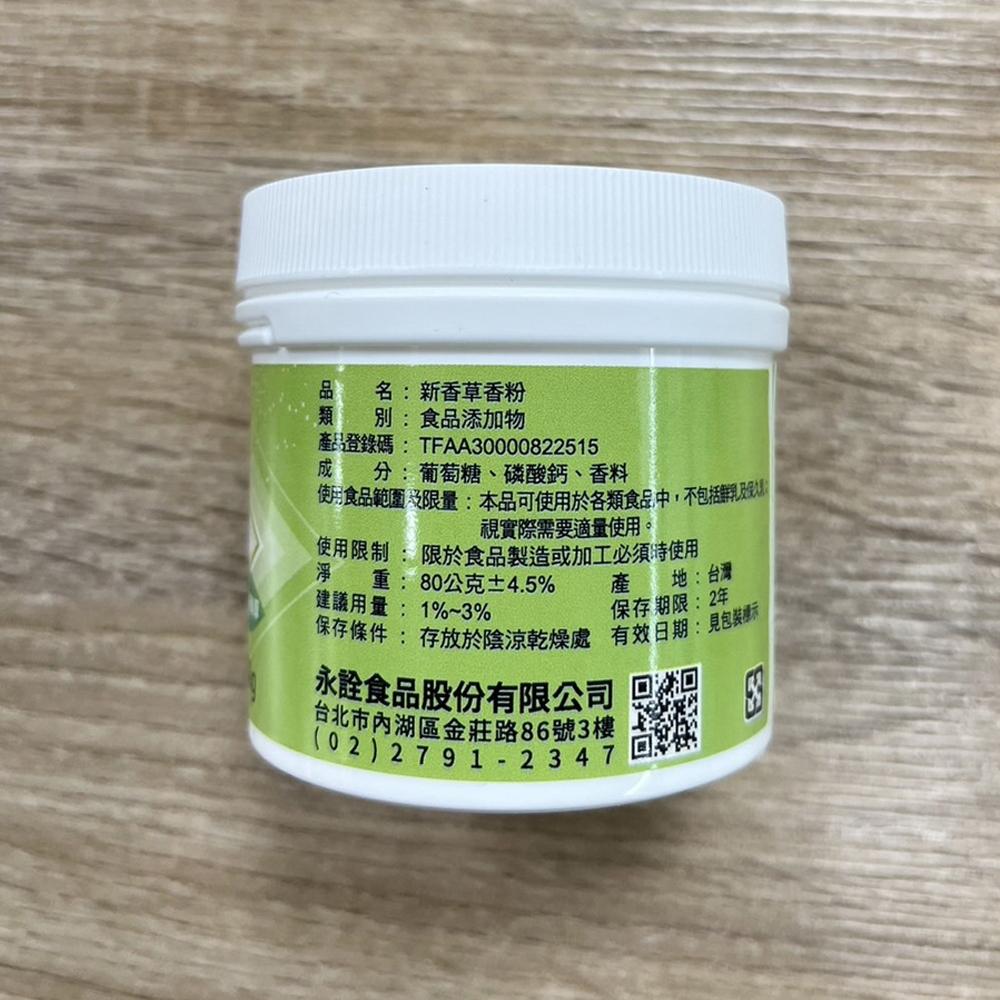 品 名：新香草香粉
類 別：食品添加物
產品登錄碼：TFAA30000822515
成 分：葡萄糖、磷酸鈣、香料
使用食品範圍及限量：本品可使用於各類食品中，不包括鮮乳及保久乳。
視實際需要適量使用。
使用限制：限於食品製造或加工必須時使用
淨 重：80公克±4.5% 產 地：台灣
建議用量：1%~3% 保存期限：2年
保存條件：存放於陰涼乾燥處 有效日期：見包裝標示
永詮食品股份有限公司
台北市內湖區金莊路86號3樓
(02)2791-2347